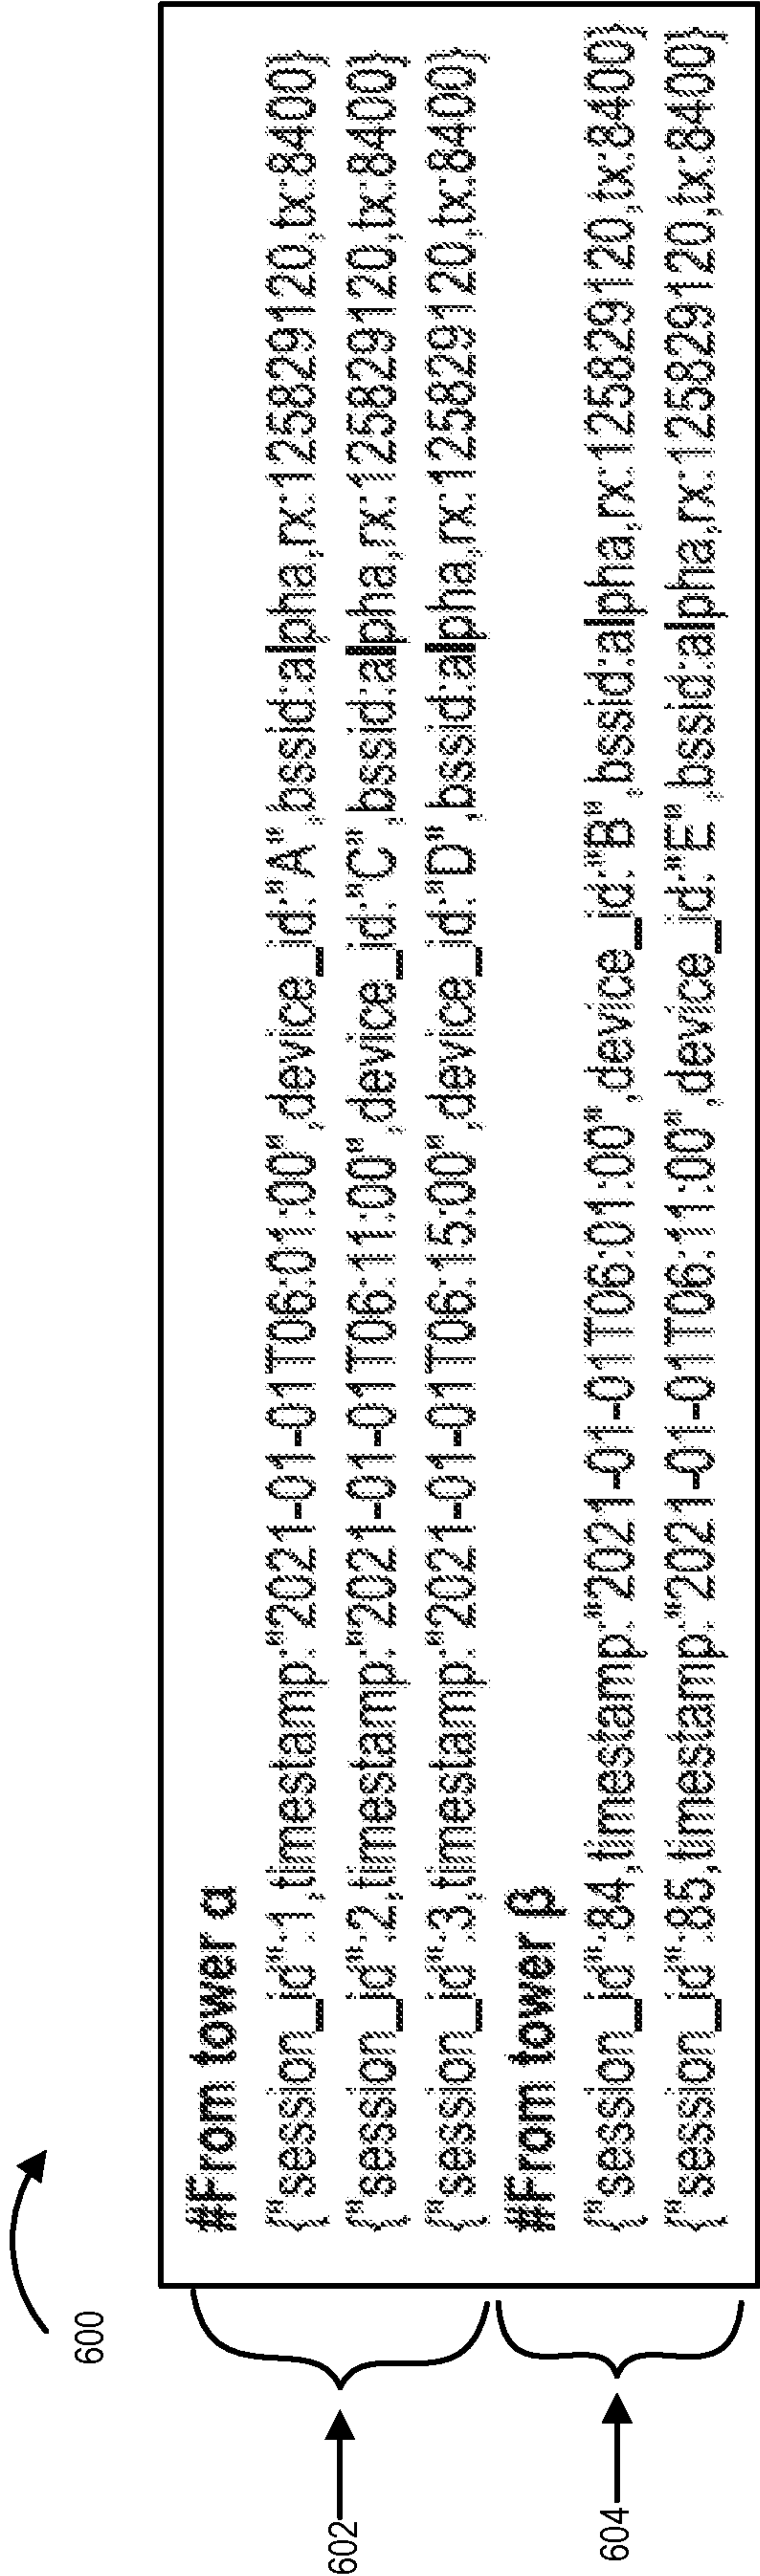 600
602
#From tower α
{"session_id":1,timestamp:"2021-01-01T06:01:00",device_id:"A",bssid:alpha,rx:125829120,tx:8400}
{"session_id":2,timestamp:"2021-01-01T06:11:00",device_id:"C",bssid:alpha,rx:125829120,tx:8400}
{"session_id":3,timestamp:"2021-01-01T06:15:00",device_id:"D",bssid:alpha,rx:125829120,tx:8400}
604
#From tower β
{"session_id":84,timestamp:"2021-01-01T06:01:00",device_id:"B",bssid:alpha,rx:125829120,tx:8400}
{"session_id":85,timestamp:"2021-01-01T06:11:00",device_id:"E",bssid:alpha,rx:125829120,tx:8400}